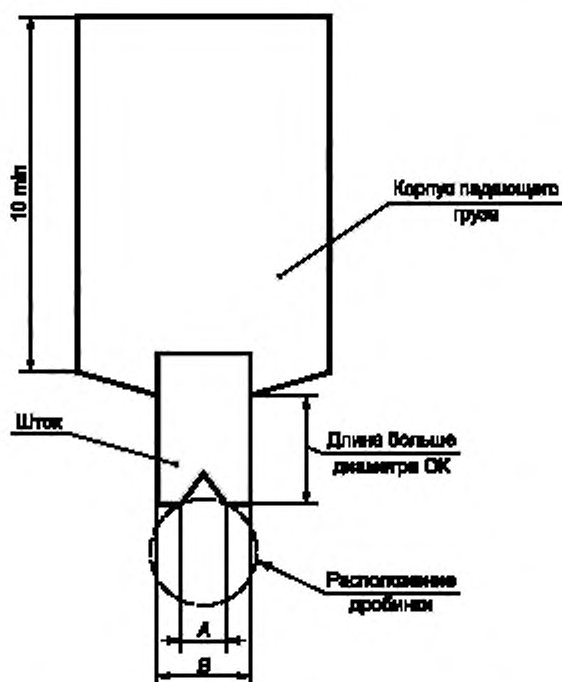 10 min
Корпус падающего
груза
Шток
Длина больше
диаметра ОК
Расположение
дробинки
A
B